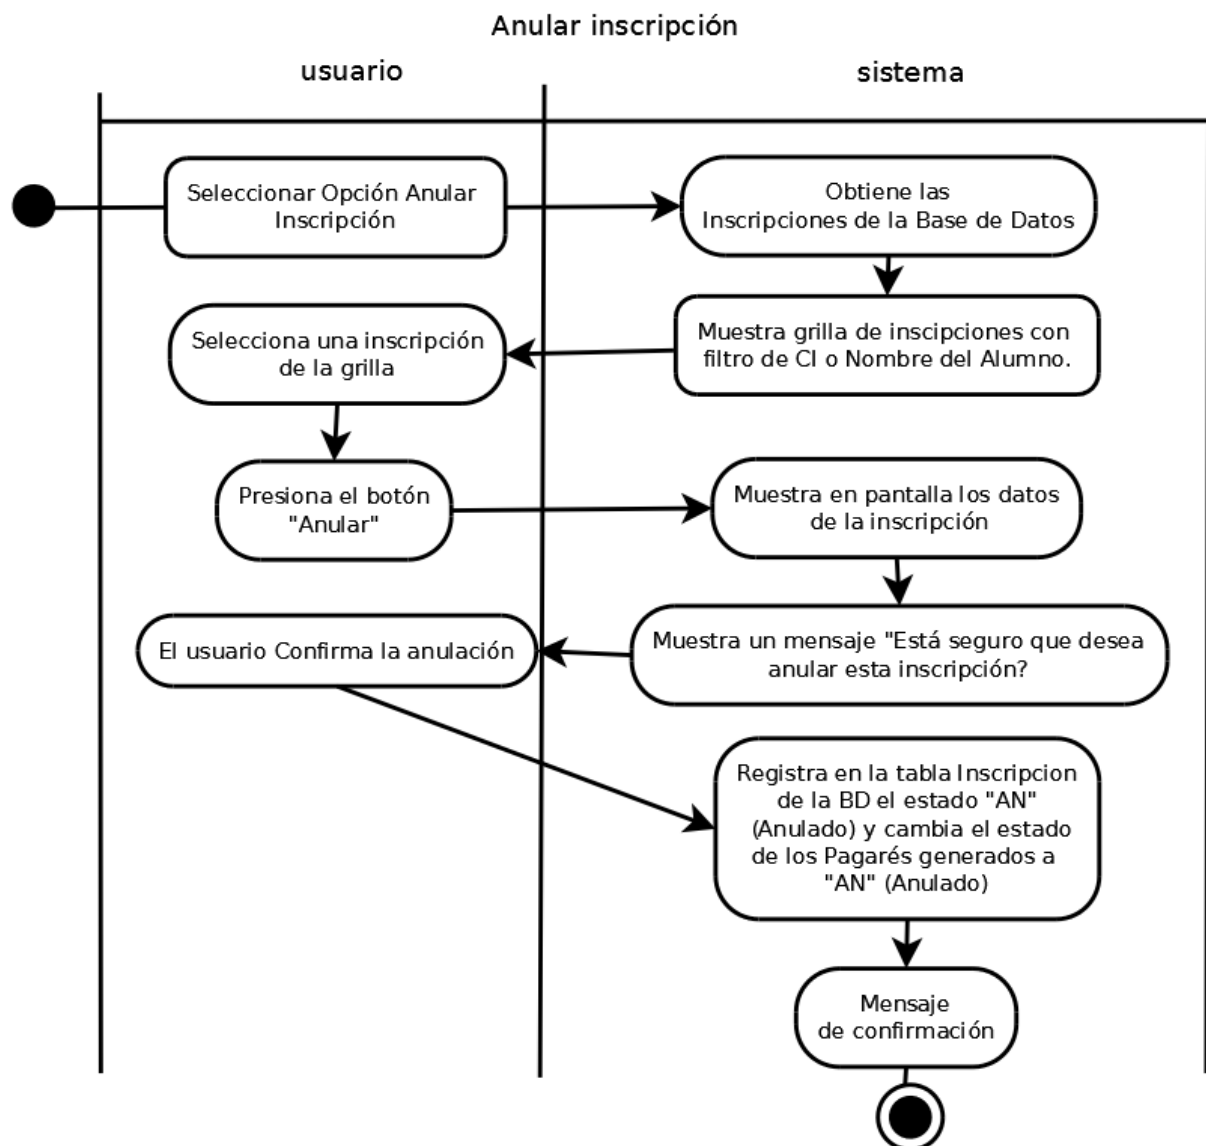 Anular inscripción
usuario
sistema
Seleccionar Opción Anular
Inscripción
Obtiene las
Inscripciones de la Base de Datos
Muestra grilla de inscipciones con
filtro de CI o Nombre del Alumno.
Selecciona una inscripción
de la grilla
Presiona el botón
"Anular"
Muestra en pantalla los datos
de la inscripción
Muestra un mensaje "Está seguro que desea
anular esta inscripción?
El usuario Confirma la anulación
Registra en la tabla Inscripcion
de la BD el estado "AN"
(Anulado) y cambia el estado
de los Pagarés generados a
"AN" (Anulado)
Mensaje
de confirmación